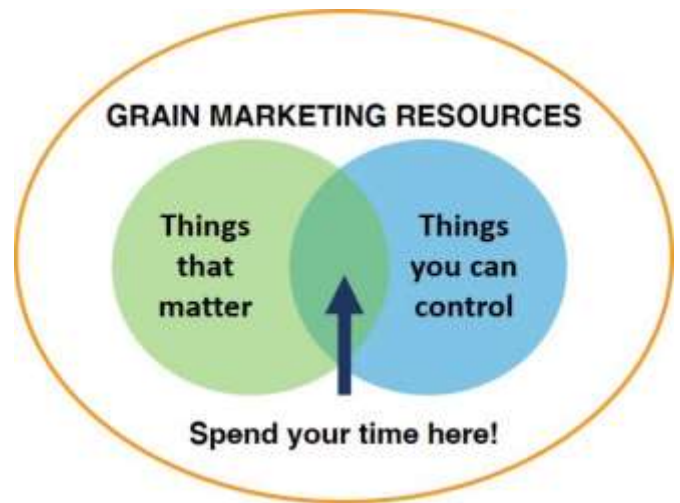 GRAIN MARKETING RESOURCES
Things
that
matter
Things
you can
control
Spend your time here!